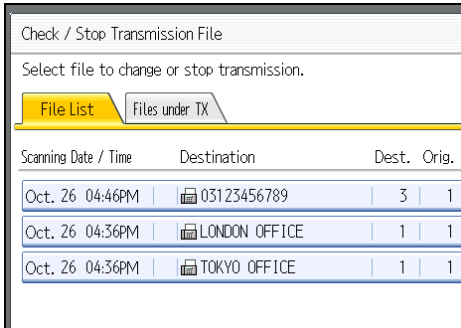 Check / Stop Transmission File
Select file to change or stop transmission.
File List Files under TX
Scanning Date / Time Destination Dest. Orig.
Oct. 26 04:46PM 03123456789 3 1
Oct. 26 04:36PM LONDON OFFICE 1 1
Oct. 26 04:36PM TOKYO OFFICE 1 1